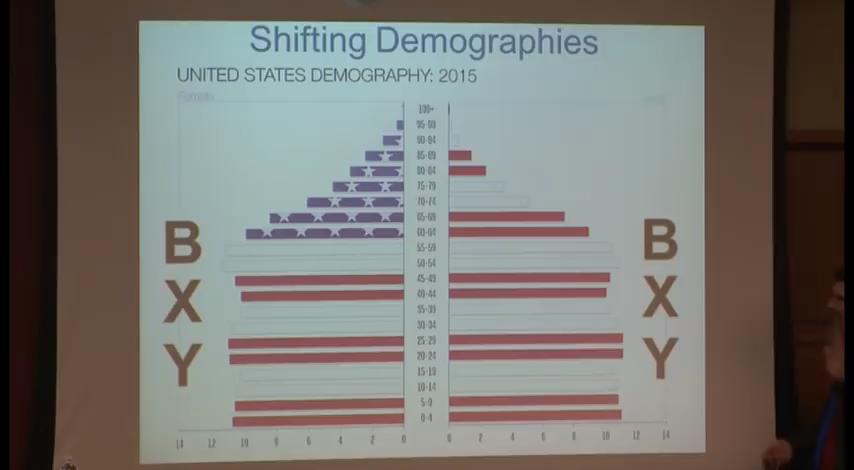 Shifting Demographies
UNITED STATES DEMOGRAPHY: 2015
Female
100+
95-99
90-94
85-89
80-84
75-79
70-74
65-69
60-64
55-59
50-54
45-49
40-44
35-39
30-34
25-29
20-24
15-19
10-14
5-9
0-4
B
X
Y
B
X
Y
14 12 10 8 6 4 2 0
0 2 4 6 8 10 12 14